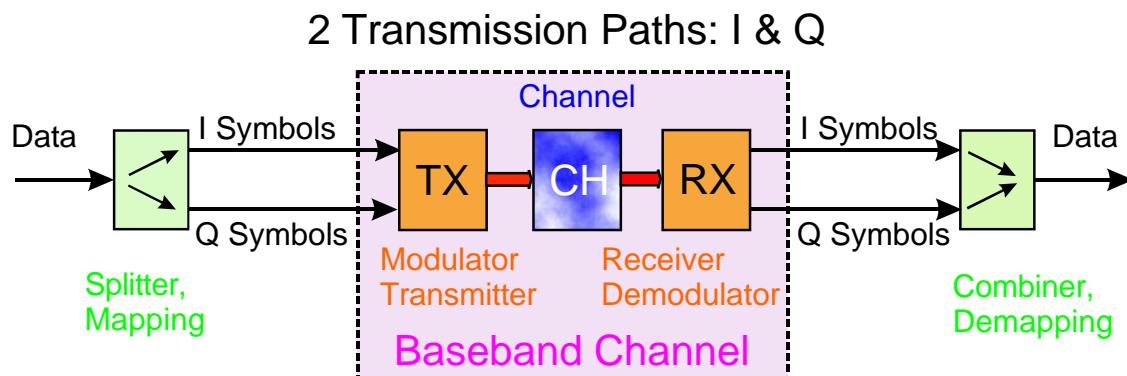 2 Transmission Paths: I & Q
Channel
Data
I Symbols
I Symbols
Data
TX
CH
RX
Q Symbols
Q Symbols
Modulator
Transmitter
Receiver
Demodulator
Splitter,
Mapping
Combiner,
Demapping
Baseband Channel